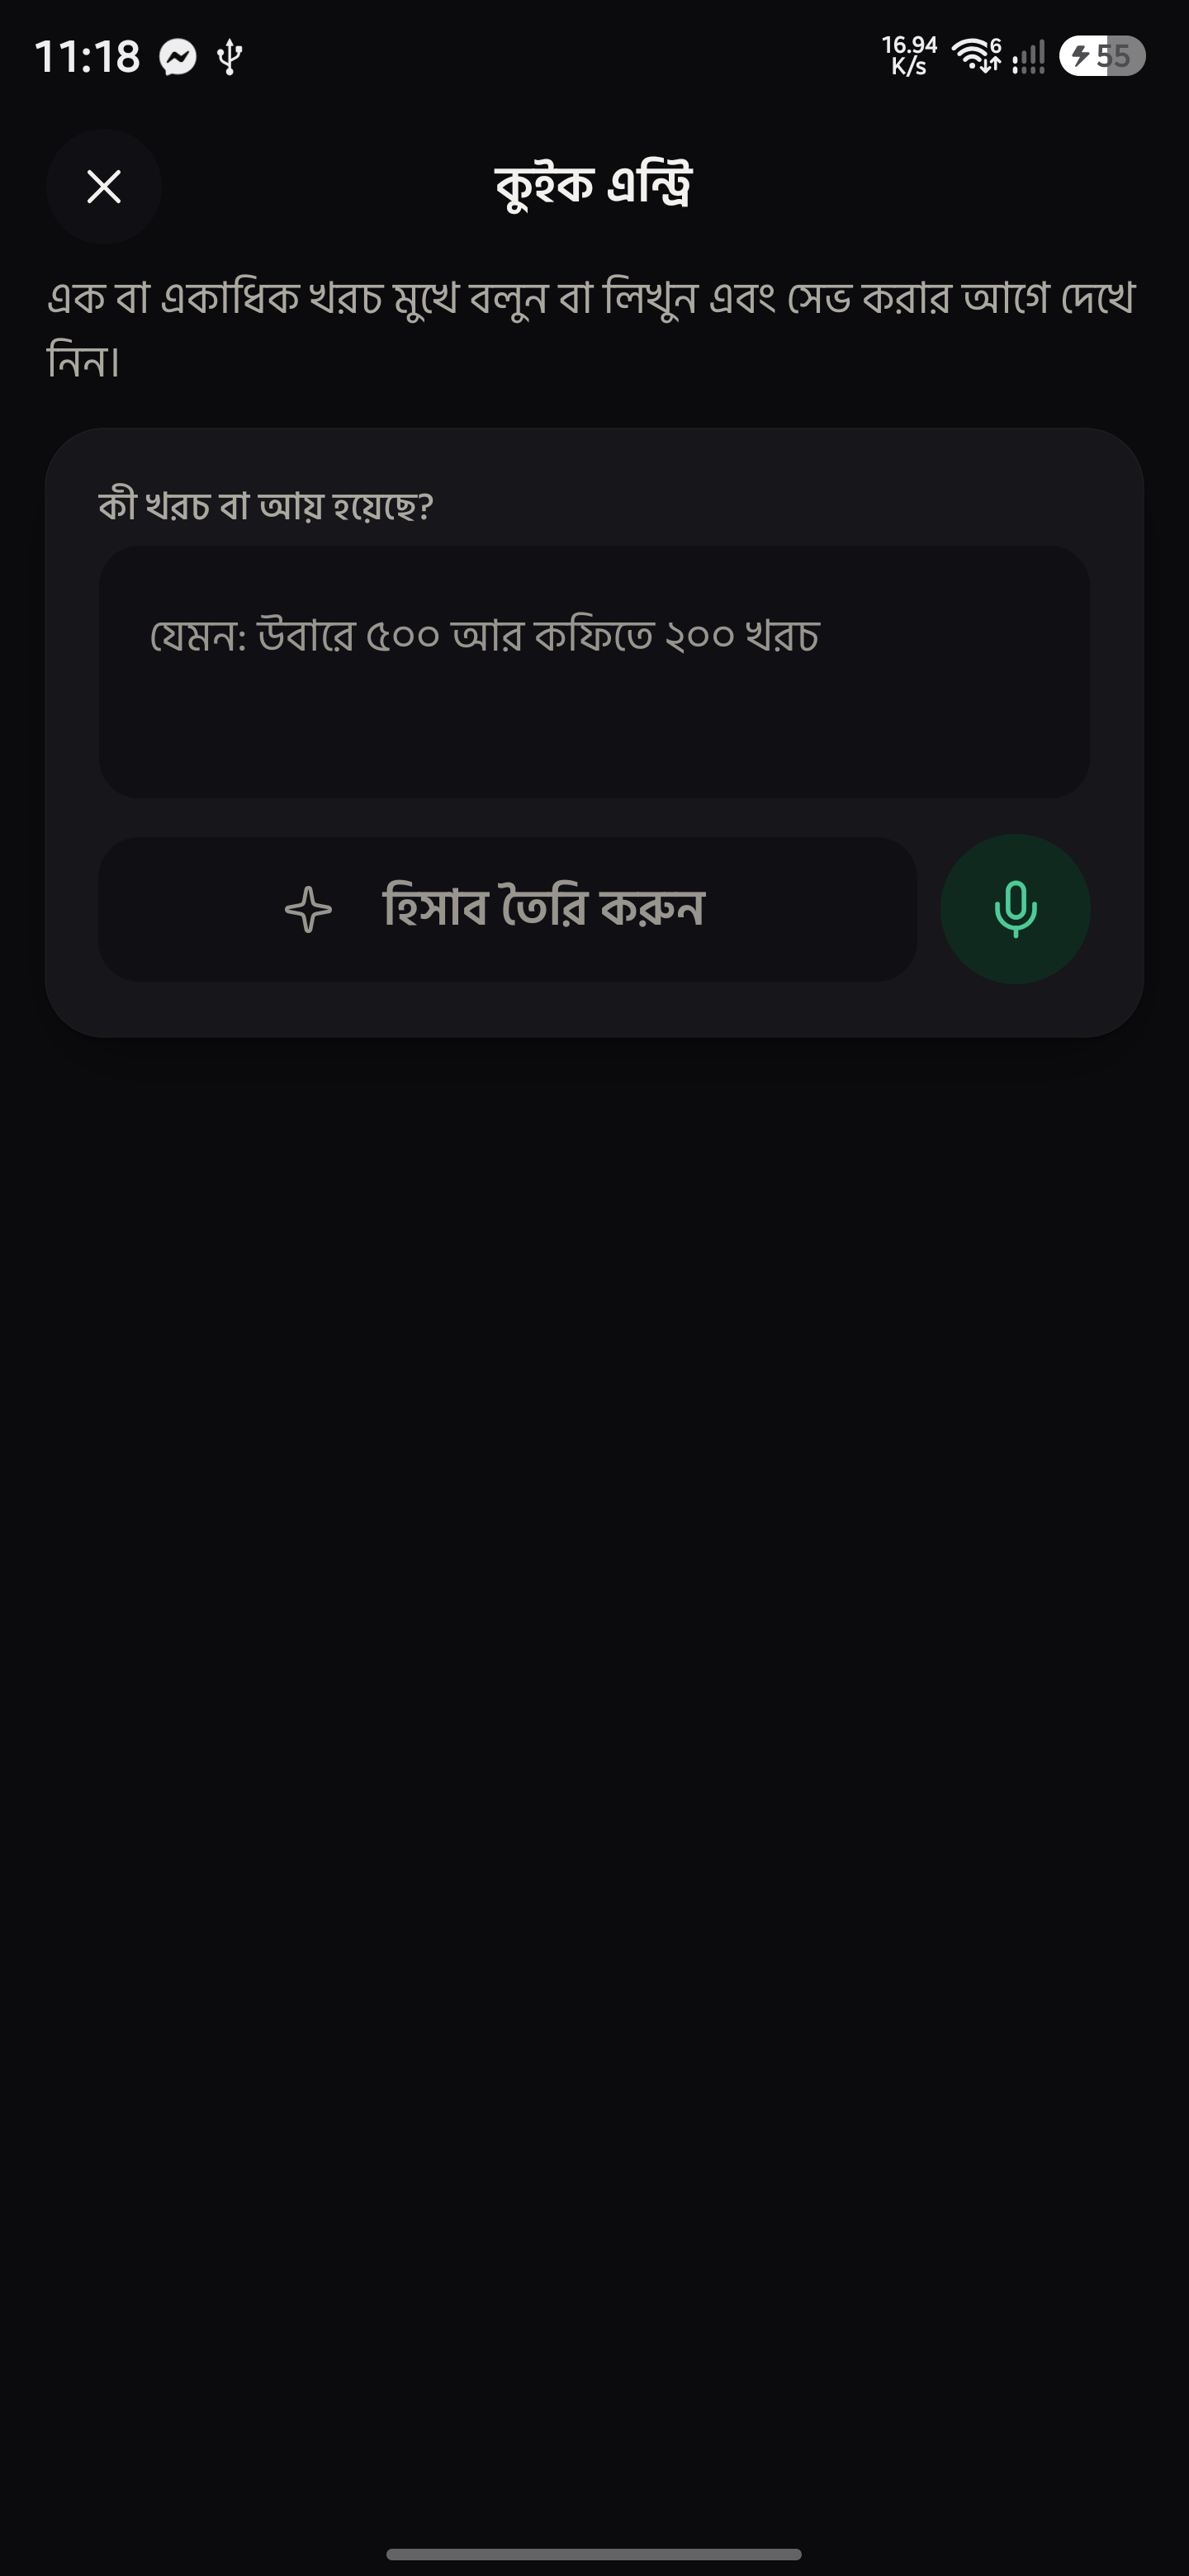 11:18
16.94
K/s
6
55
কুইক এন্ট্রি
এক বা একাধিক খরচ মুখে বলুন বা লিখুন এবং সেভ করার আগে দেখে
নিন।
কী খরচ বা আয় হয়েছে?
যেমন: উবারে ৫০০ আর কফিতে ২০০ খরচ
হিসাব তৈরি করুন